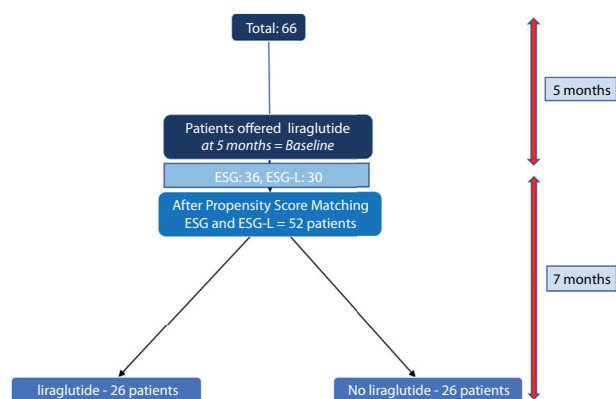 Total: 66
5 months
Patients offered liraglutide
at 5 months = Baseline
ESG: 36, ESG-L: 30
After Propensity Score Matching
ESG and ESG-L = 52 patients
7 months
liraglutide - 26 patients
No liraglutide - 26 patients